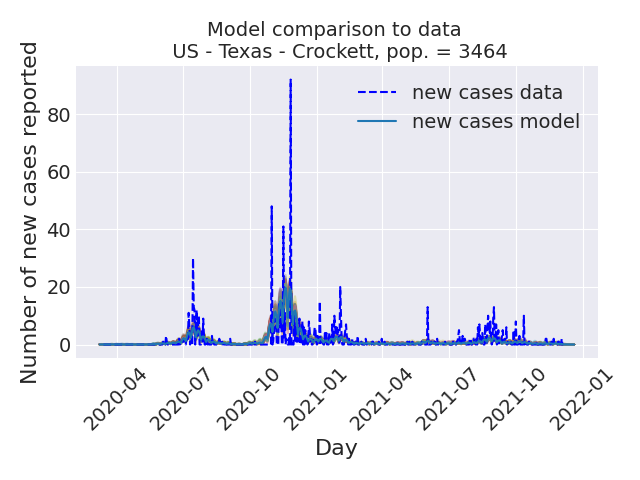 Model comparison to data
US - Texas - Crockett, pop. = 3464
Number of new cases reported
80
60
40
20
0
new cases data
new cases model
2020-04
2020-07
2020-10
2021-01
2021-04
2021-07
2021-10
2022-01
Day